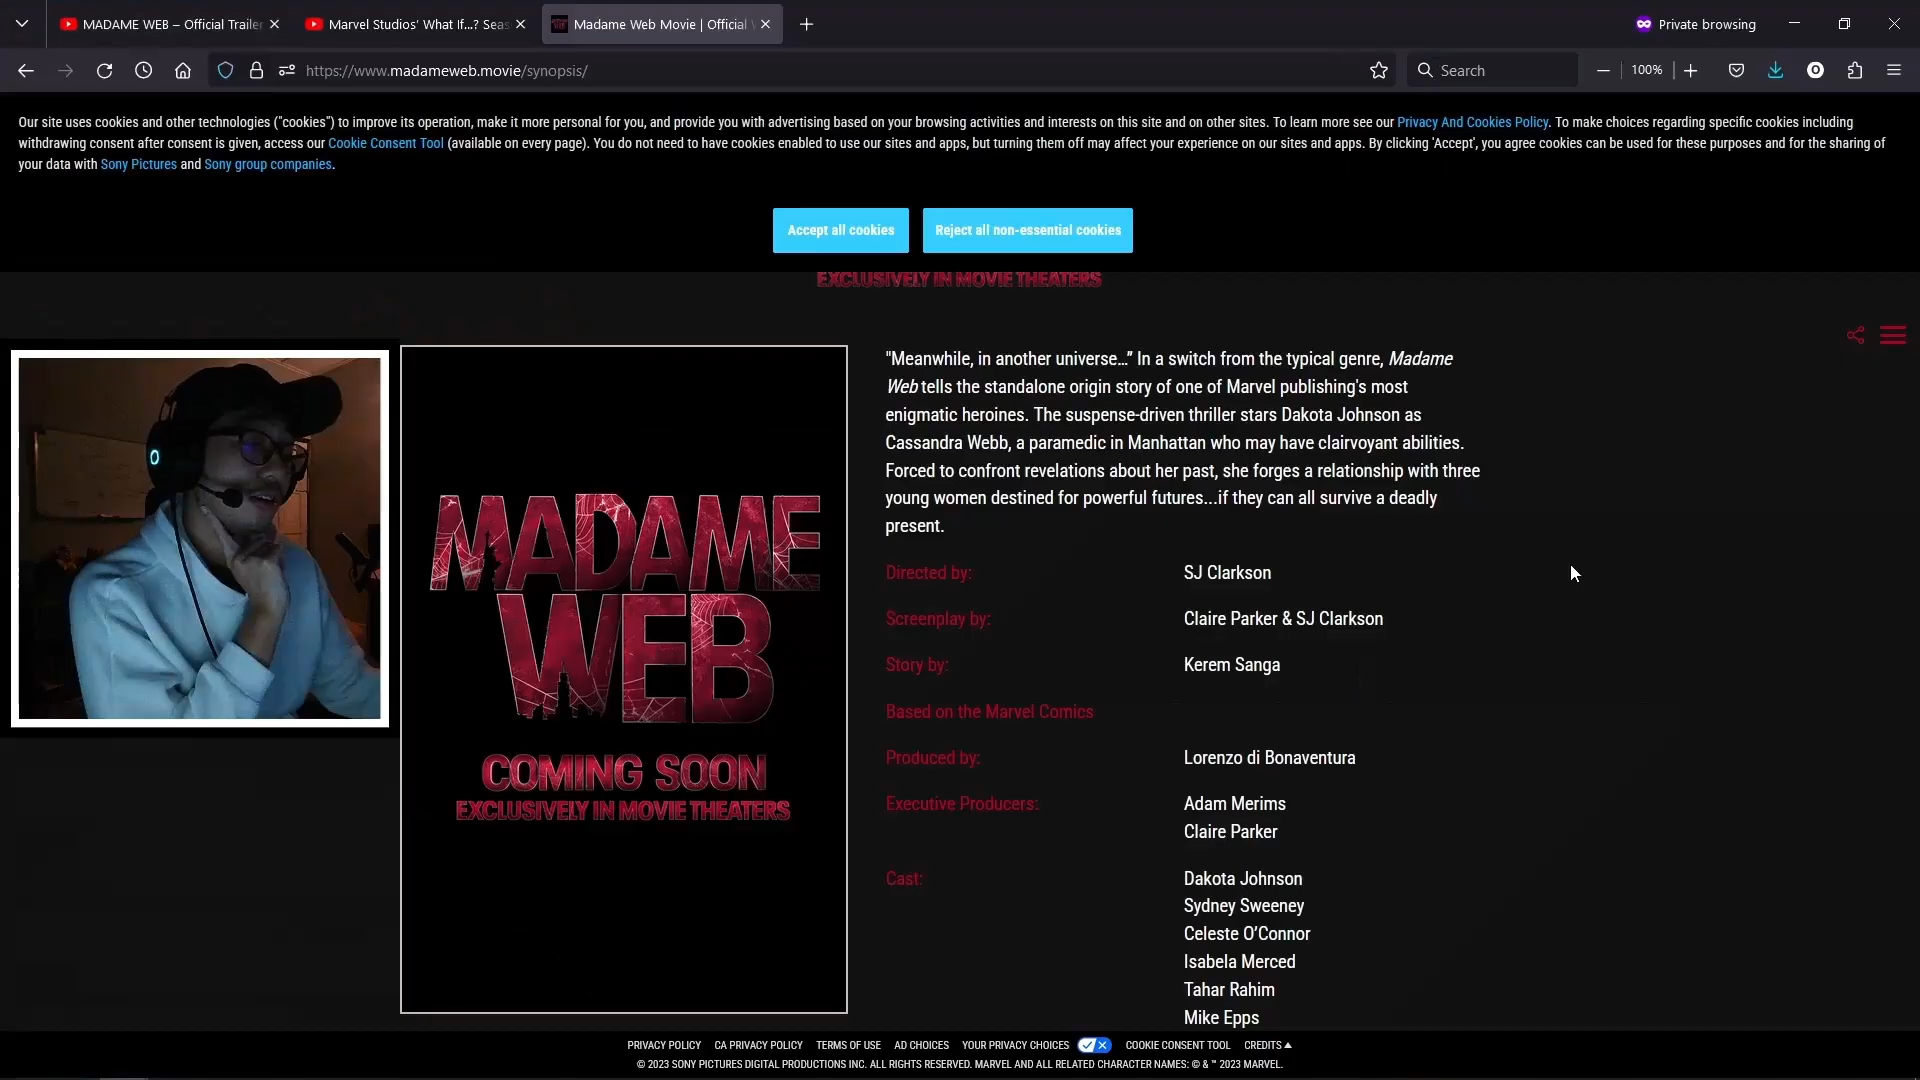 MADAME WEB – Official Trailer
Marvel Studios' What If...? Seas
Madame Web Movie | Official W
Private browsing
https://www.madameweb.movie/synopsis/
Search
100%
Our site uses cookies and other technologies ("cookies") to improve its operation, make it more personal for you, and provide you with advertising based on your browsing activities and interests on this site and on other sites. To learn more see our Privacy And Cookies Policy. To make choices regarding specific cookies including
withdrawing consent after consent is given, access our Cookie Consent Tool (available on every page). You do not need to have cookies enabled to use our sites and apps, but turning them off may affect your experience on our sites and apps. By clicking 'Accept', you agree cookies can be used for these purposes and for the sharing of
your data with Sony Pictures and Sony group companies.
Accept all cookies
Reject all non-essential cookies
EXCLUSIVELY IN MOVIE THEATERS
MADAME
WEB
COMING SOON
EXCLUSIVELY IN MOVIE THEATERS
"Meanwhile, in another universe…” In a switch from the typical genre, Madame
Web tells the standalone origin story of one of Marvel publishing's most
enigmatic heroines. The suspense-driven thriller stars Dakota Johnson as
Cassandra Webb, a paramedic in Manhattan who may have clairvoyant abilities.
Forced to confront revelations about her past, she forges a relationship with three
young women destined for powerful futures...if they can all survive a deadly
present.
Directed by: SJ Clarkson
Screenplay by: Claire Parker & SJ Clarkson
Story by: Kerem Sanga
Based on the Marvel Comics
Produced by: Lorenzo di Bonaventura
Executive Producers: Adam Merims
Claire Parker
Cast: Dakota Johnson
Sydney Sweeney
Celeste O’Connor
Isabela Merced
Tahar Rahim
Mike Epps
PRIVACY POLICY CA PRIVACY POLICY TERMS OF USE AD CHOICES YOUR PRIVACY CHOICES COOKIE CONSENT TOOL CREDITS
© 2023 SONY PICTURES DIGITAL PRODUCTIONS INC. ALL RIGHTS RESERVED. MARVEL AND ALL RELATED CHARACTER NAMES: © & ™ 2023 MARVEL.